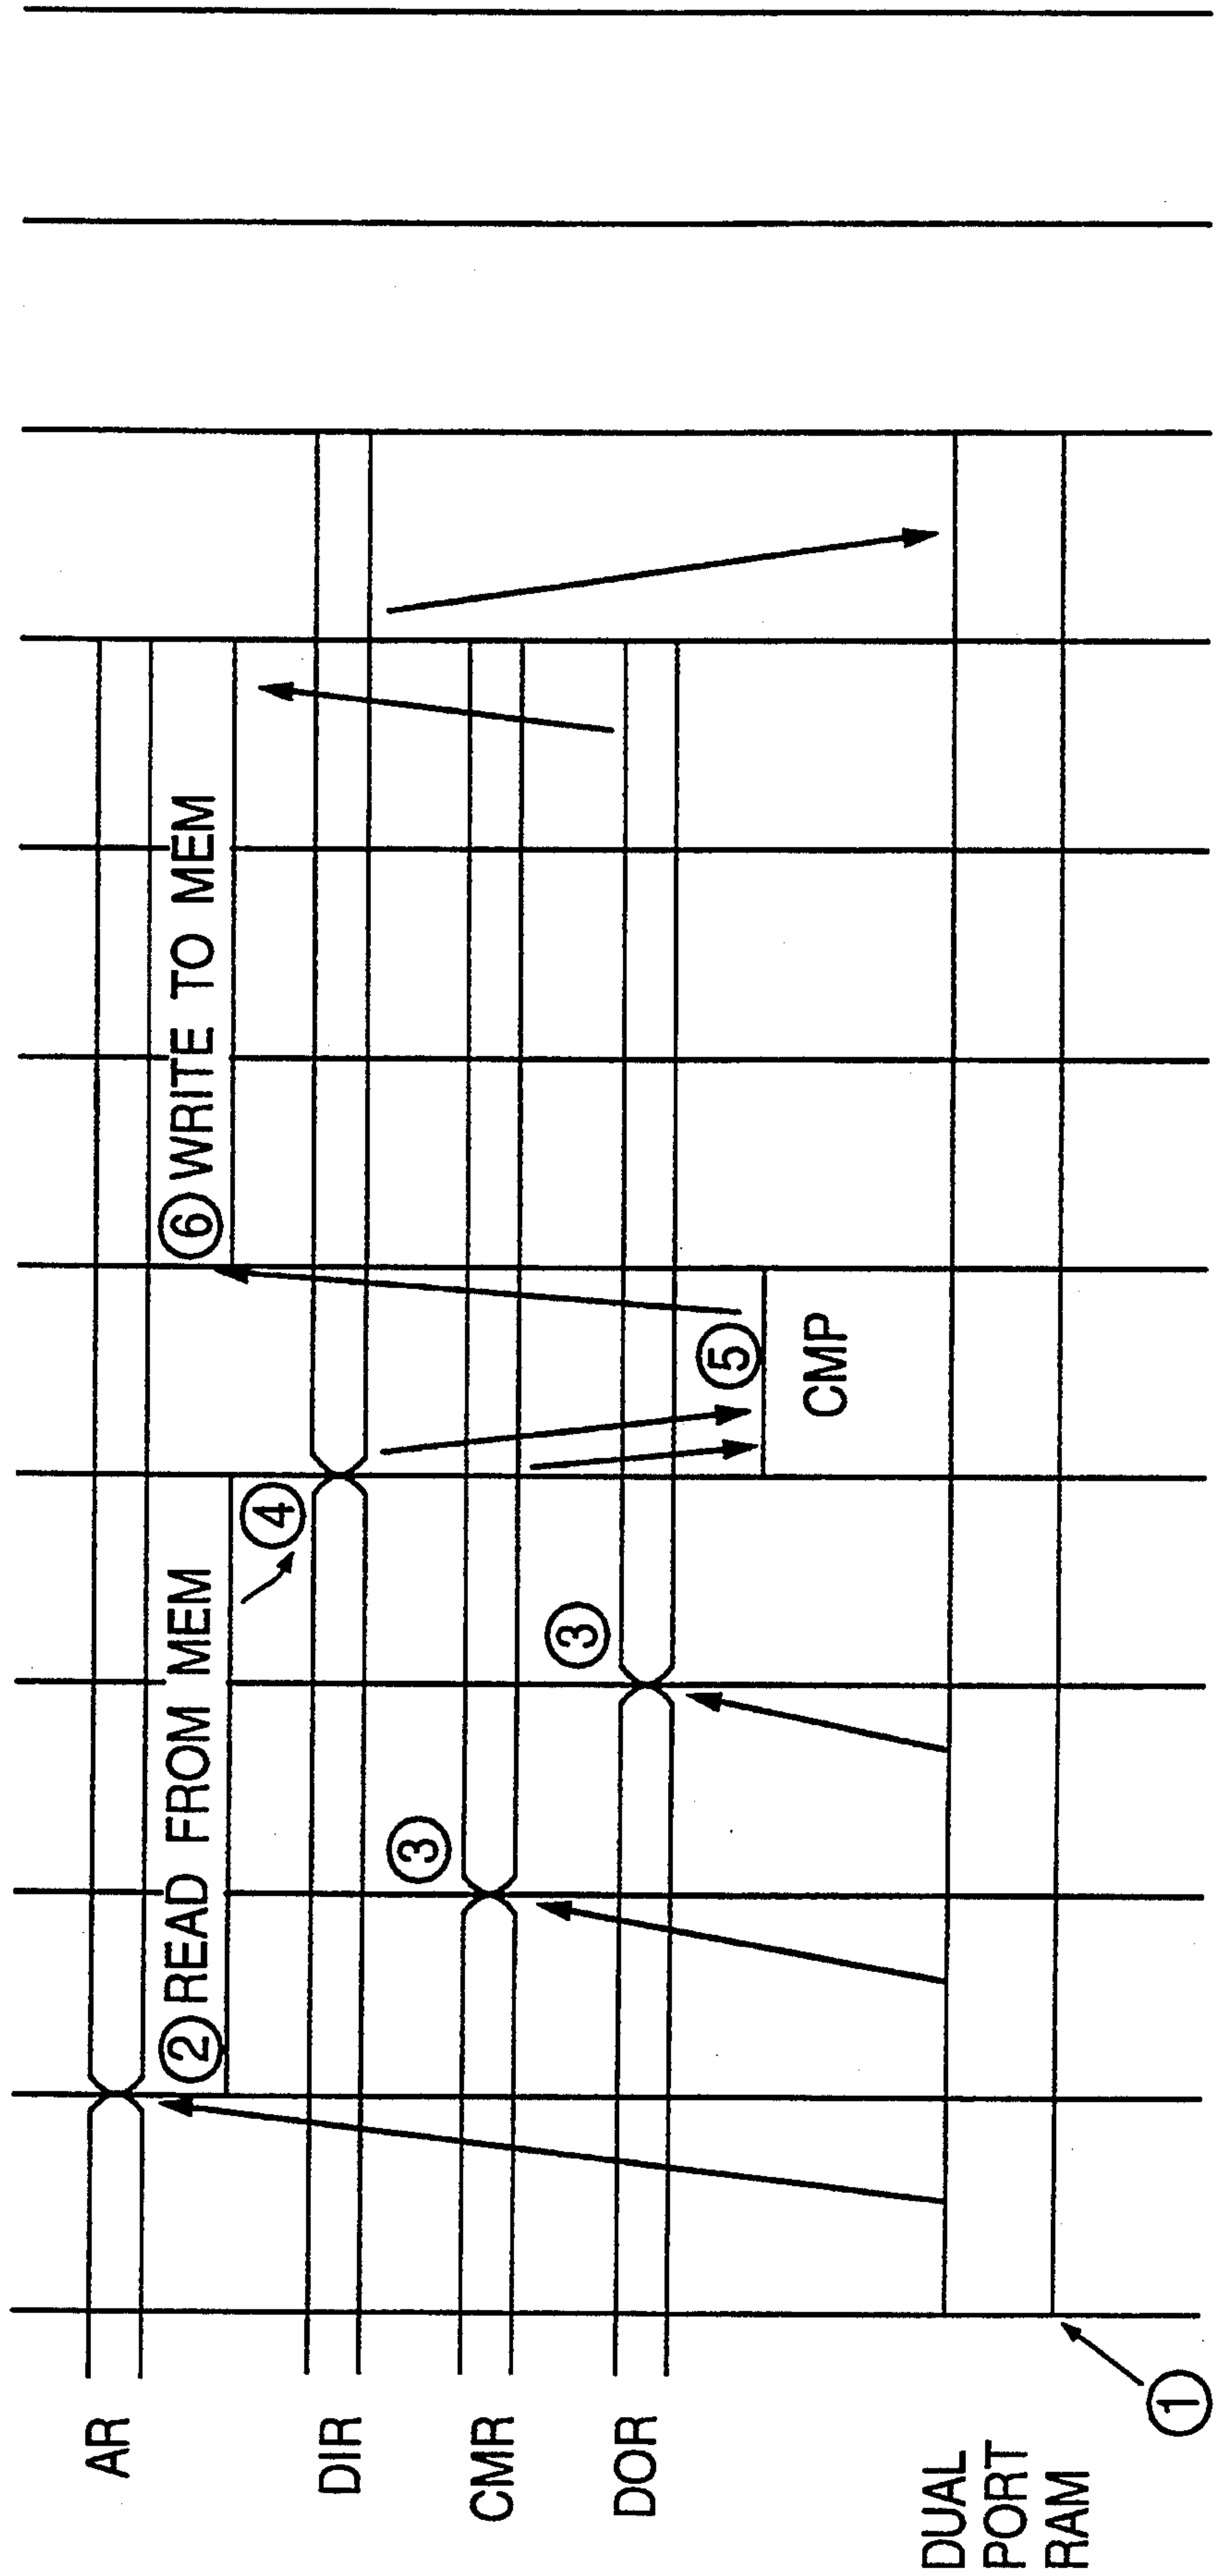 AR
② READ FROM MEM
⑥ WRITE TO MEM
④
DIR
③
CMR
③
DOR
⑤
CMP
DUAL
PORT
RAM
①